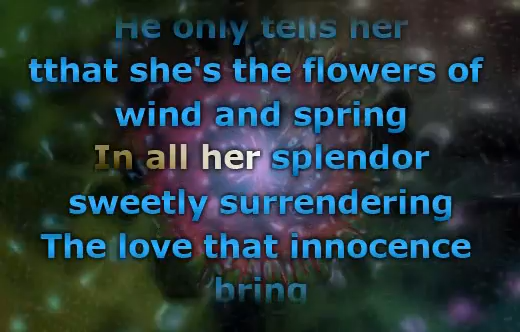 He only tells her
tthat she's the flowers of
wind and spring
In all her splendor
sweetly surrendering
The love that innocence
bring